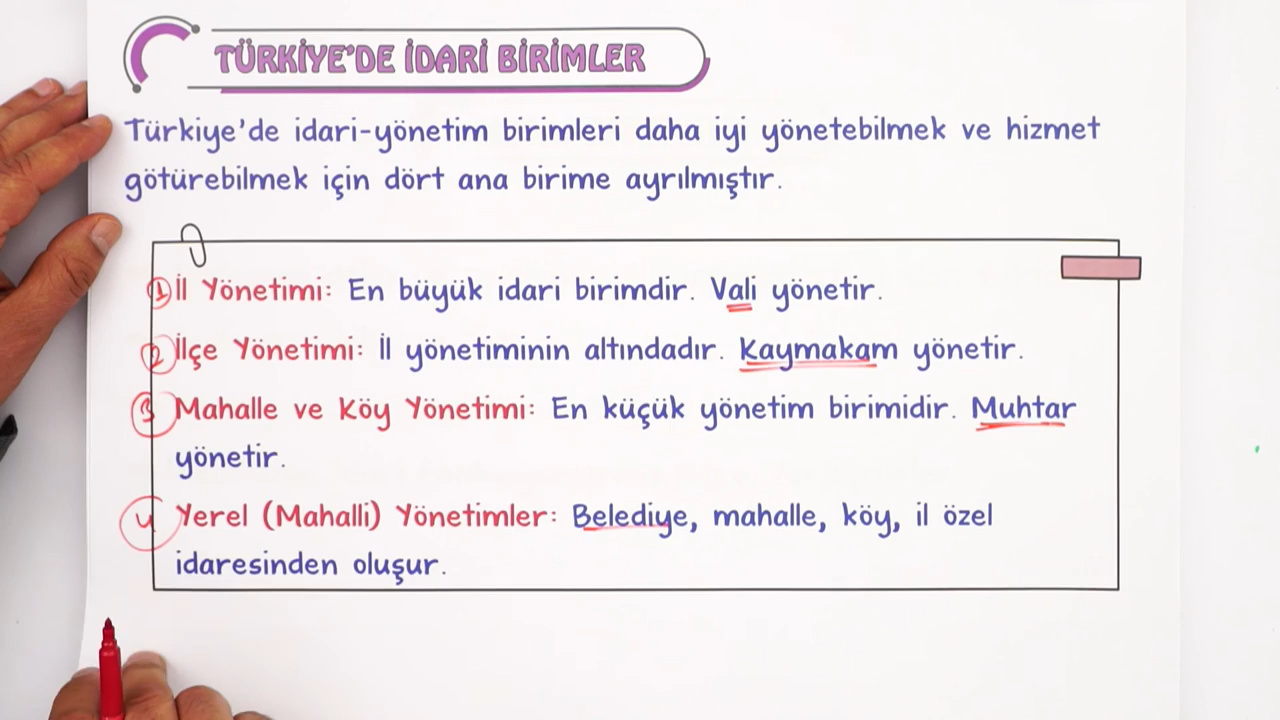 TÜRKİYE'DE İDARİ BİRİMLER
Türkiye'de idari-yönetim birimleri daha iyi yönetebilmek ve hizmet
götürebilmek için dört ana birime ayrılmıştır.
1 İl Yönetimi: En büyük idari birimdir. Vali yönetir.
2 İlçe Yönetimi: İl yönetiminin altındadır. Kaymakam yönetir.
3 Mahalle ve Köy Yönetimi: En küçük yönetim birimidir. Muhtar
yönetir.
4 Yerel (Mahalli) Yönetimler: Belediye, mahalle, köy, il özel
idaresinden oluşur.